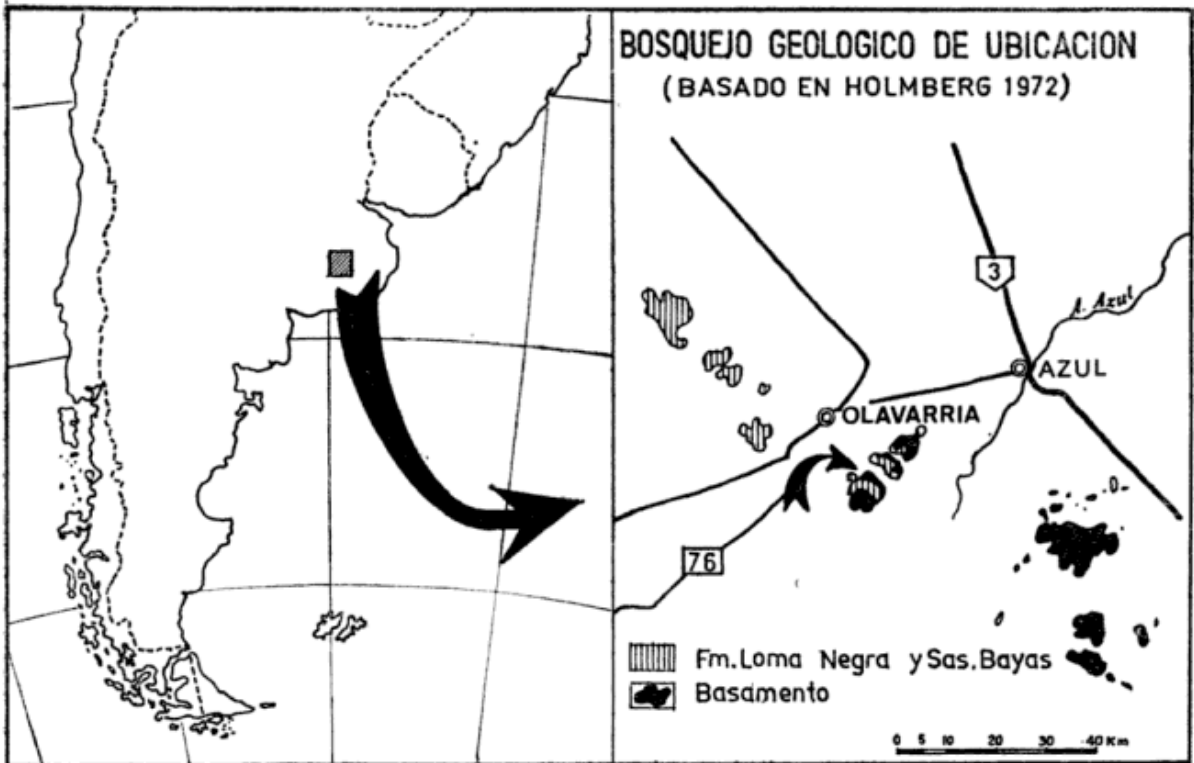 BOSQUEJO GEOLOGICO DE UBICACION
(BASADO EN HOLMBERG 1972)
3
A. Azul
AZUL
OLAVARRIA
76
Fm. Loma Negra y Sas. Bayas
Basamento
0 5 10 20 30 40 Km